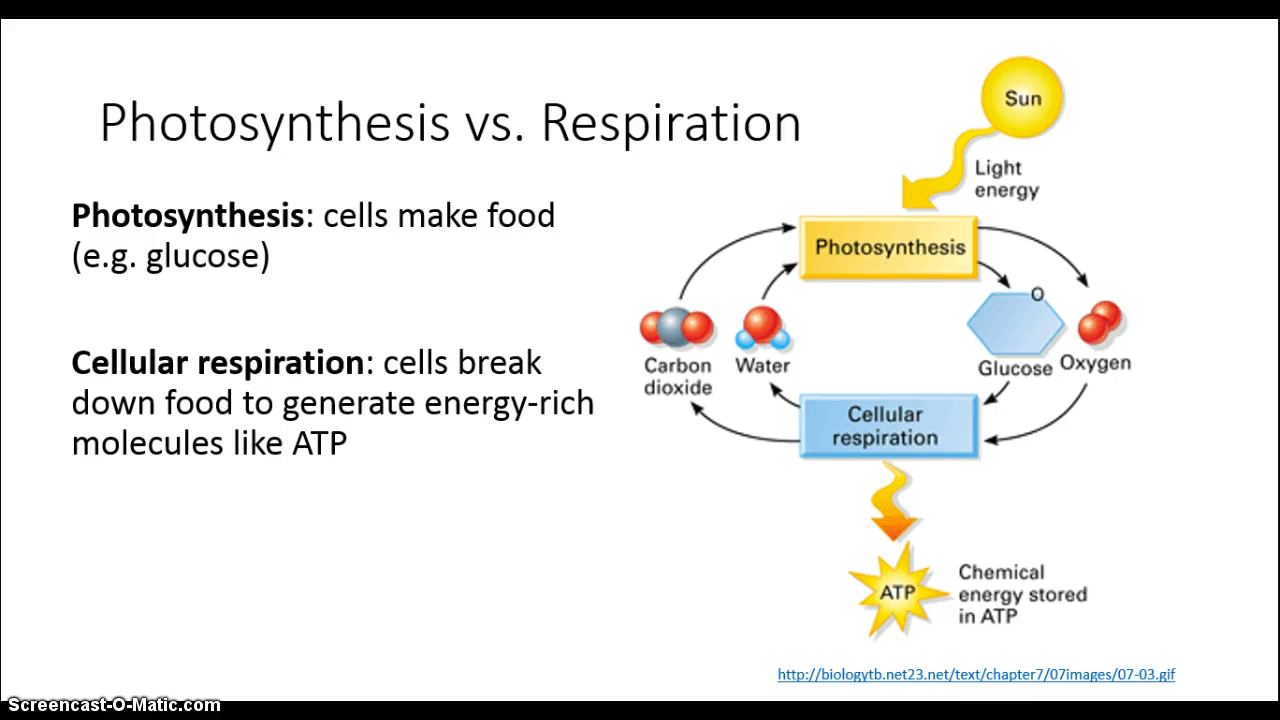 Photosynthesis vs. Respiration
Photosynthesis: cells make food
(e.g. glucose)
Cellular respiration: cells break
down food to generate energy-rich
molecules like ATP
Sun
Light
energy
Photosynthesis
O
Carbon
dioxide
Water
Glucose
Oxygen
Cellular
respiration
ATP
Chemical
energy stored
in ATP
http://biologytb.net23.net/text/chapter7/07images/07-03.gif
Screencast-O-Matic.com